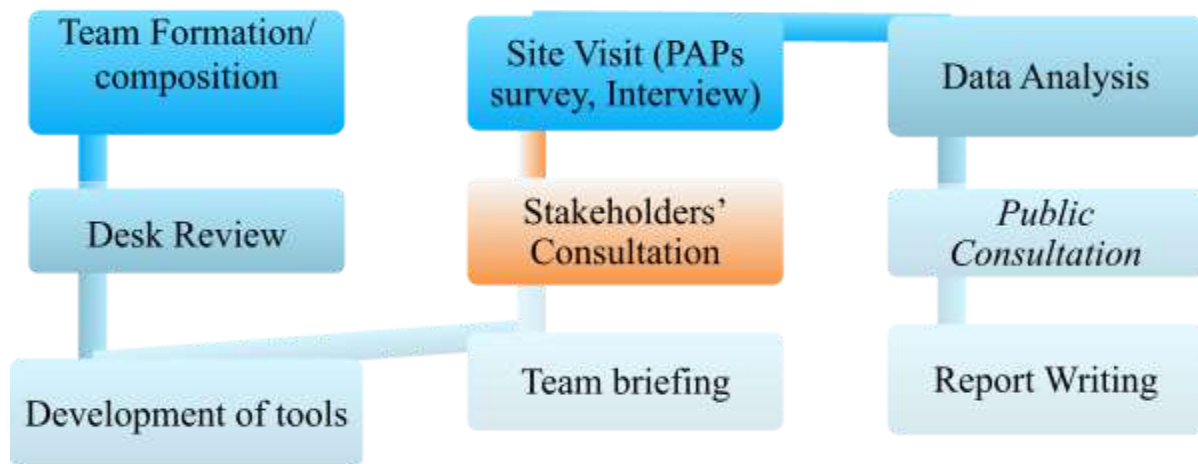 Team Formation/
composition
Desk Review
Development of tools
Site Visit (PAPs
survey, Interview)
Stakeholders’
Consultation
Team briefing
Data Analysis
Public
Consultation
Report Writing